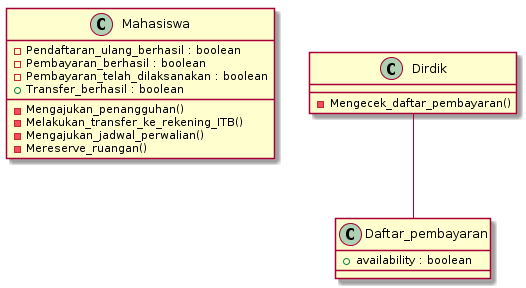 C Mahasiswa
Pendaftaran_ulang_berhasil : boolean
Pembayaran_berhasil : boolean
Pembayaran_telah_dilaksanakan : boolean
Transfer_berhasil : boolean
Mengajukan_penangguhan()
Melakukan_transfer_ke_rekening_ITB()
Mengajukan_jadwal_perwalian()
Mereserve_ruangan()
C Dirdik
Mengecek_daftar_pembayaran()
C Daftar_pembayaran
availability : boolean